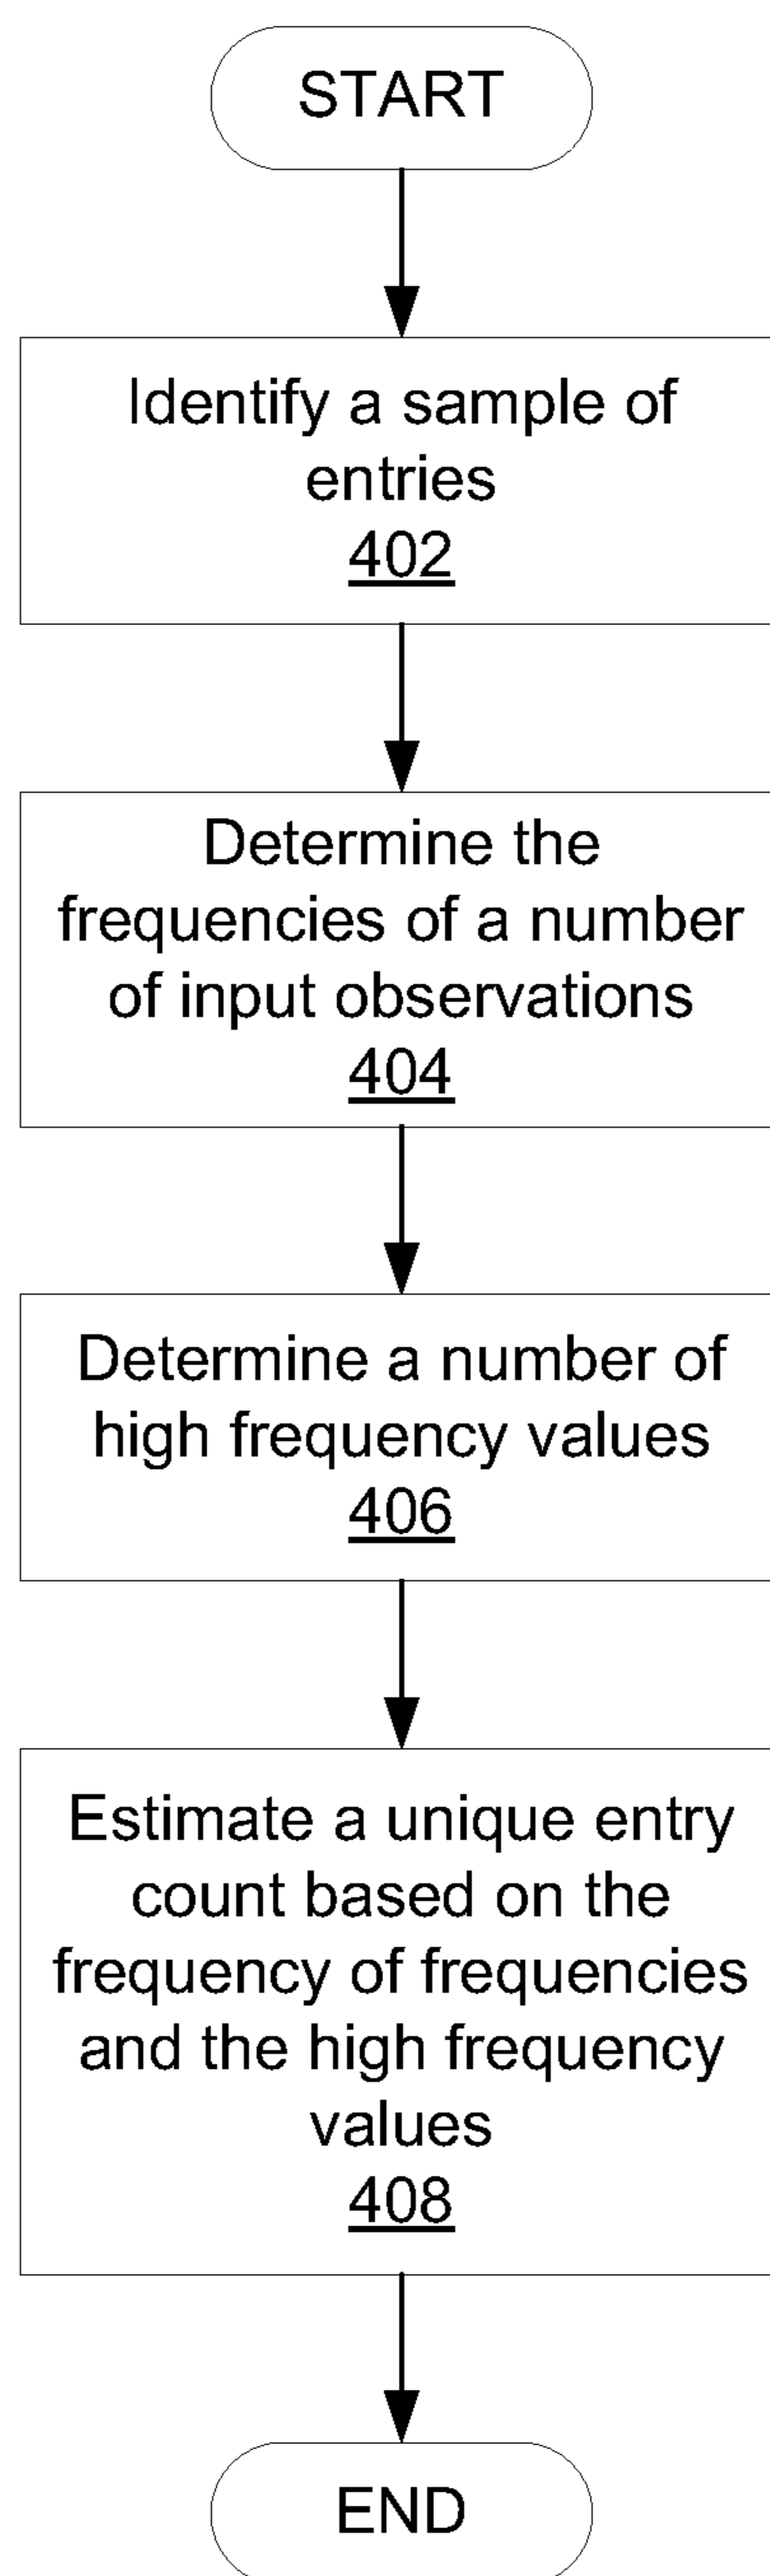 START
Identify a sample of
entries
402
Determine the
frequencies of a number
of input observations
404
Determine a number of
high frequency values
406
Estimate a unique entry
count based on the
frequency of frequencies
and the high frequency
values
408
END